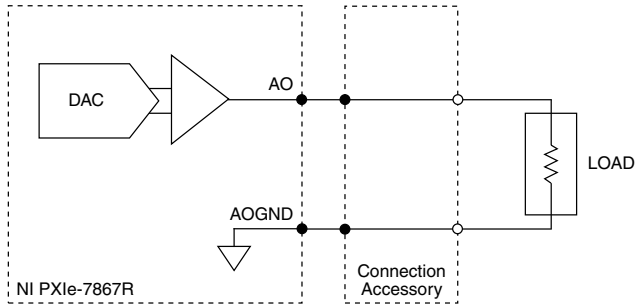 DAC
AO
LOAD
AOGND
NI PXIe-7867R
Connection
Accessory